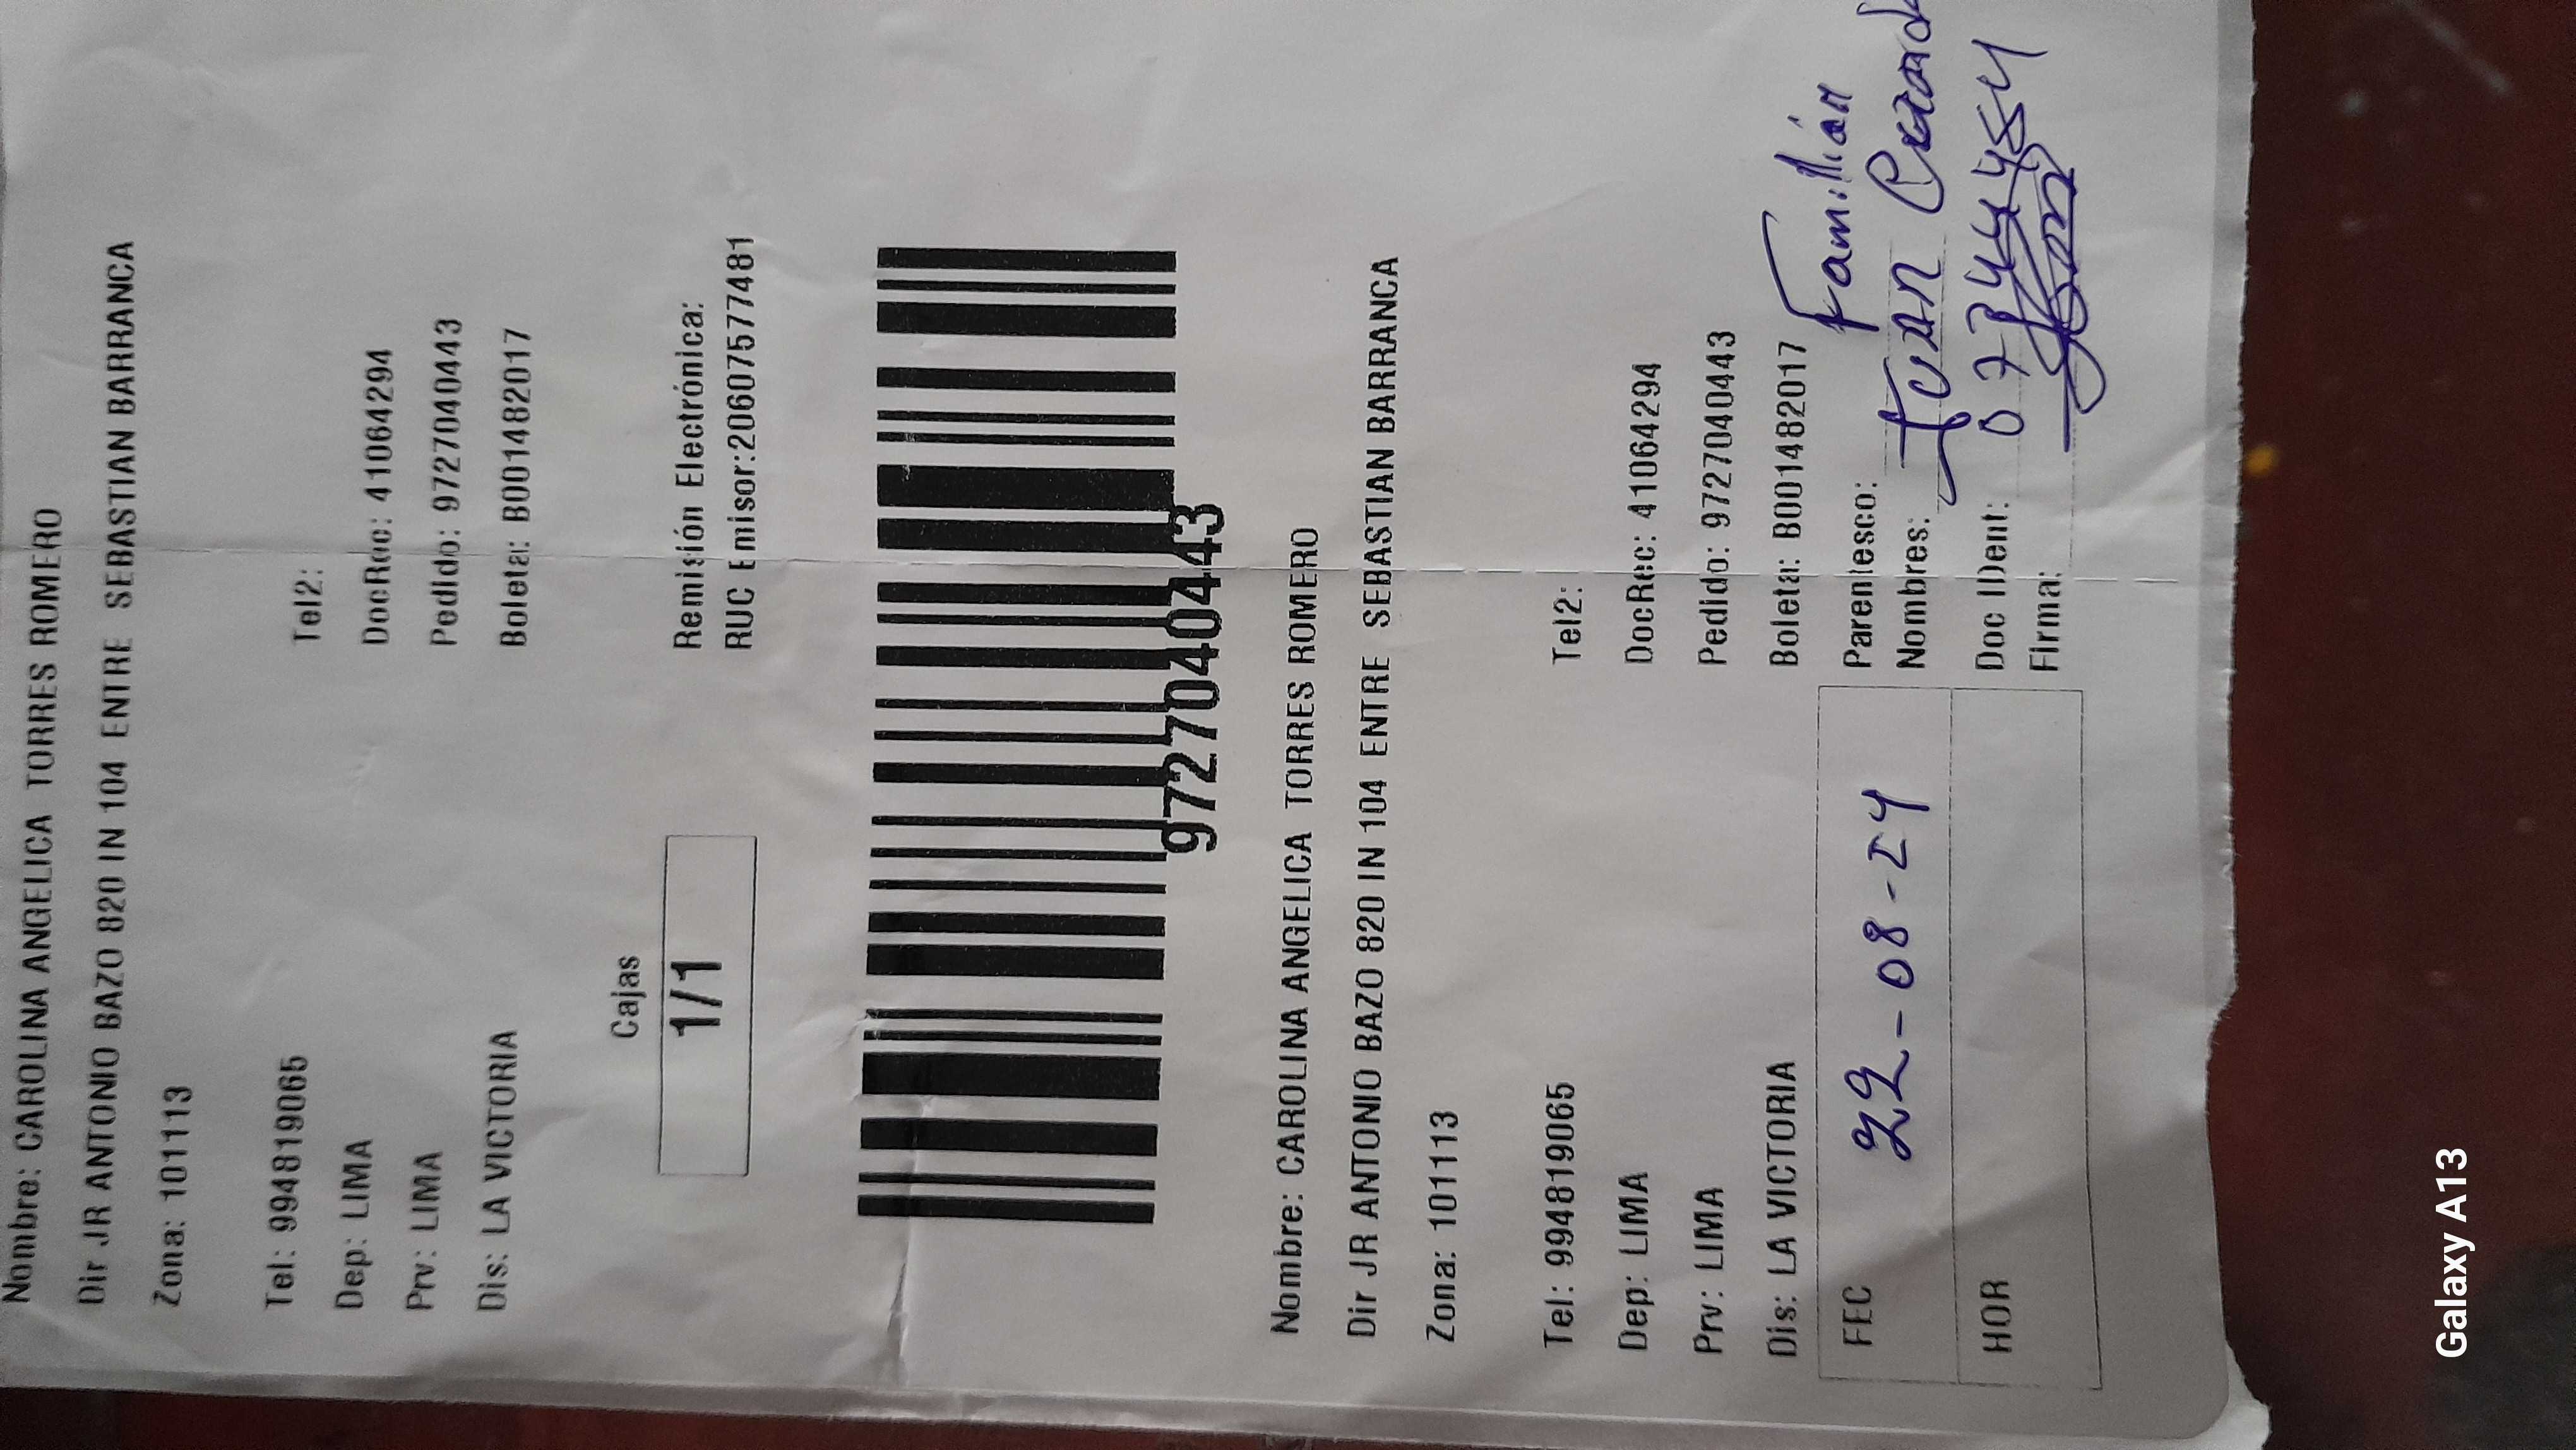 Nombre: CAROLINA ANGELICA TORRES ROMERO
Dir JR ANTONIO BAZO 820 IN 104 ENTRE SEBASTIAN BARRANCA
Zona: 101113
Tel: 994819065 Tel2:
Dep: LIMA DocRec: 41064294
Prv: LIMA Pedido: 9727040443
Dis: LA VICTORIA Boleta: B001482017
Cajas
1/1
Remisión Electrónica:
RUC Emisor:20607577481
9727040443
Nombre: CAROLINA ANGELICA TORRES ROMERO
Dir JR ANTONIO BAZO 820 IN 104 ENTRE SEBASTIAN BARRANCA
Zona: 101113
Tel: 994819065 Tel2:
Dep: LIMA DocRec: 41064294
Prv: LIMA Pedido: 9727040443
Dis: LA VICTORIA Boleta: B001482017
FEC 22-08-24
HOR
Parentesco: Familiar
Nombres: Juan
Doc IDent:
Firma:
Galaxy A13